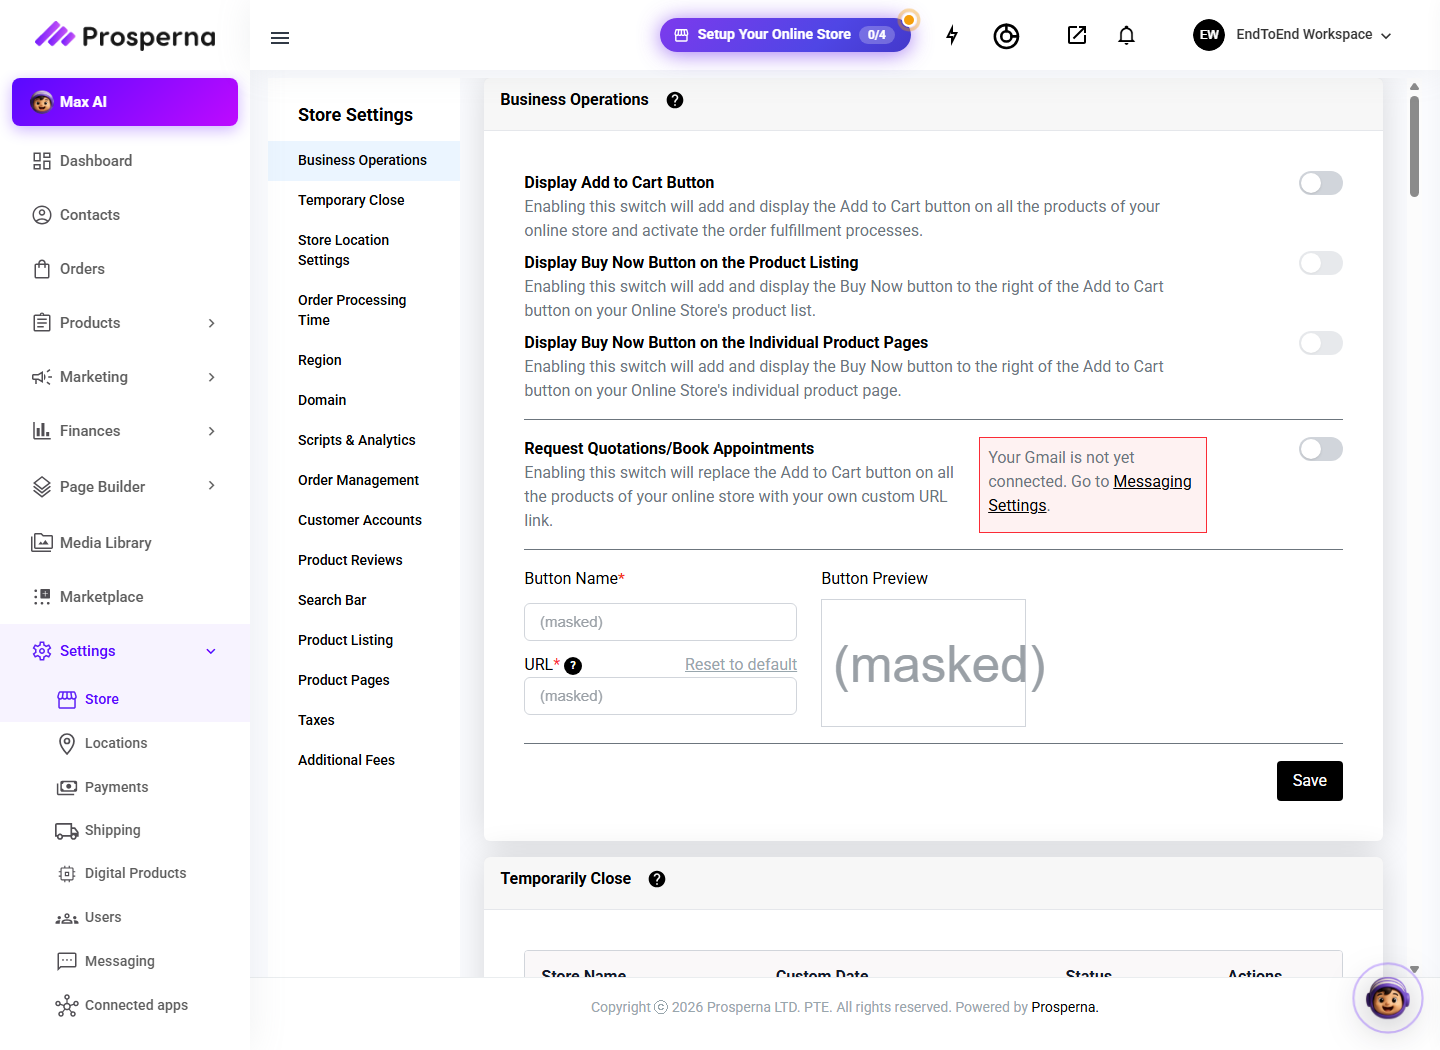 Prosperna
Setup Your Online Store 0/4
EW EndToEnd Workspace
Max AI
Dashboard
Contacts
Orders
Products
Marketing
Finances
Page Builder
Media Library
Marketplace
Settings
Store
Locations
Payments
Shipping
Digital Products
Users
Messaging
Connected apps
Store Settings
Business Operations
Temporary Close
Store Location
Settings
Order Processing
Time
Region
Domain
Scripts & Analytics
Order Management
Customer Accounts
Product Reviews
Search Bar
Product Listing
Product Pages
Taxes
Additional Fees
Business Operations ?
Display Add to Cart Button
Enabling this switch will add and display the Add to Cart button on all the products of your
online store and activate the order fulfillment processes.
Display Buy Now Button on the Product Listing
Enabling this switch will add and display the Buy Now button to the right of the Add to Cart
button on your Online Store's product list.
Display Buy Now Button on the Individual Product Pages
Enabling this switch will add and display the Buy Now button to the right of the Add to Cart
button on your Online Store's individual product page.
Request Quotations/Book Appointments
Enabling this switch will replace the Add to Cart button on all
the products of your online store with your own custom URL
link.
Your Gmail is not yet
connected. Go to Messaging
Settings.
Button Name*
(masked)
URL* ? Reset to default
(masked)
Button Preview
(masked)
Save
Temporarily Close ?
Store Name Custom Date Status Actions
Copyright © 2026 Prosperna LTD. PTE. All rights reserved. Powered by Prosperna.